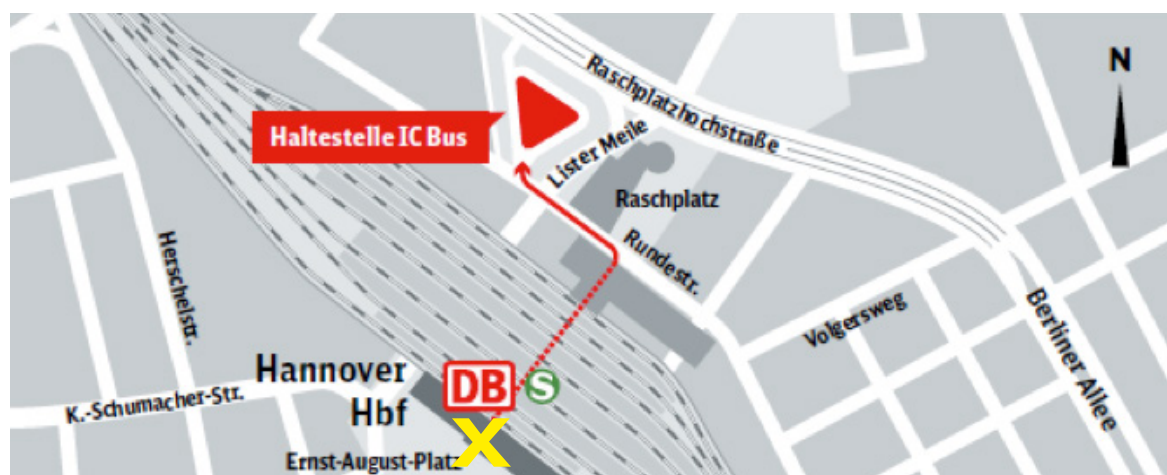 N
Raschplatzhochstraße
Haltestelle IC Bus
Lister Meile
Raschplatz
Rundestr.
Herschelstr.
Volgersweg
Berliner Allee
Hannover
Hbf
DB
S
K.-Schumacher-Str.
Ernst-August-Platz
X